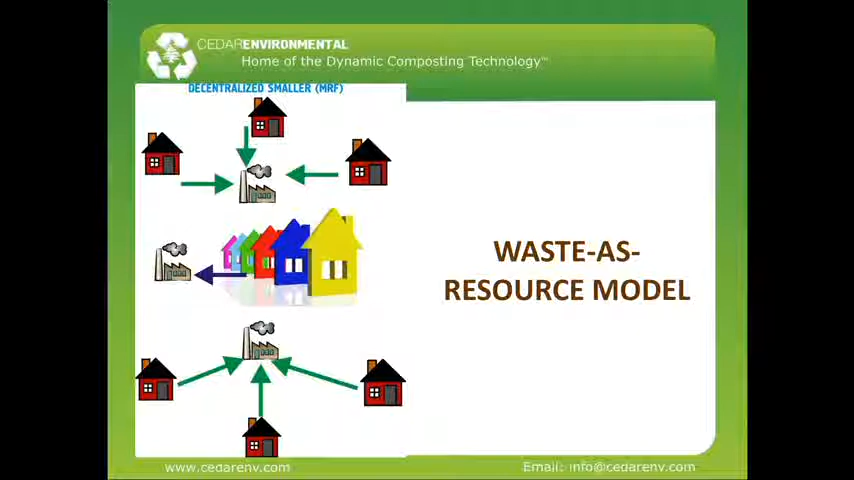 CEDARENVIRONMENTAL
Home of the Dynamic Composting Technology™
DECENTRALIZED SMALLER (MRF)
WASTE-AS-
RESOURCE MODEL
www.cedarenv.com
Email: info@cedarenv.com